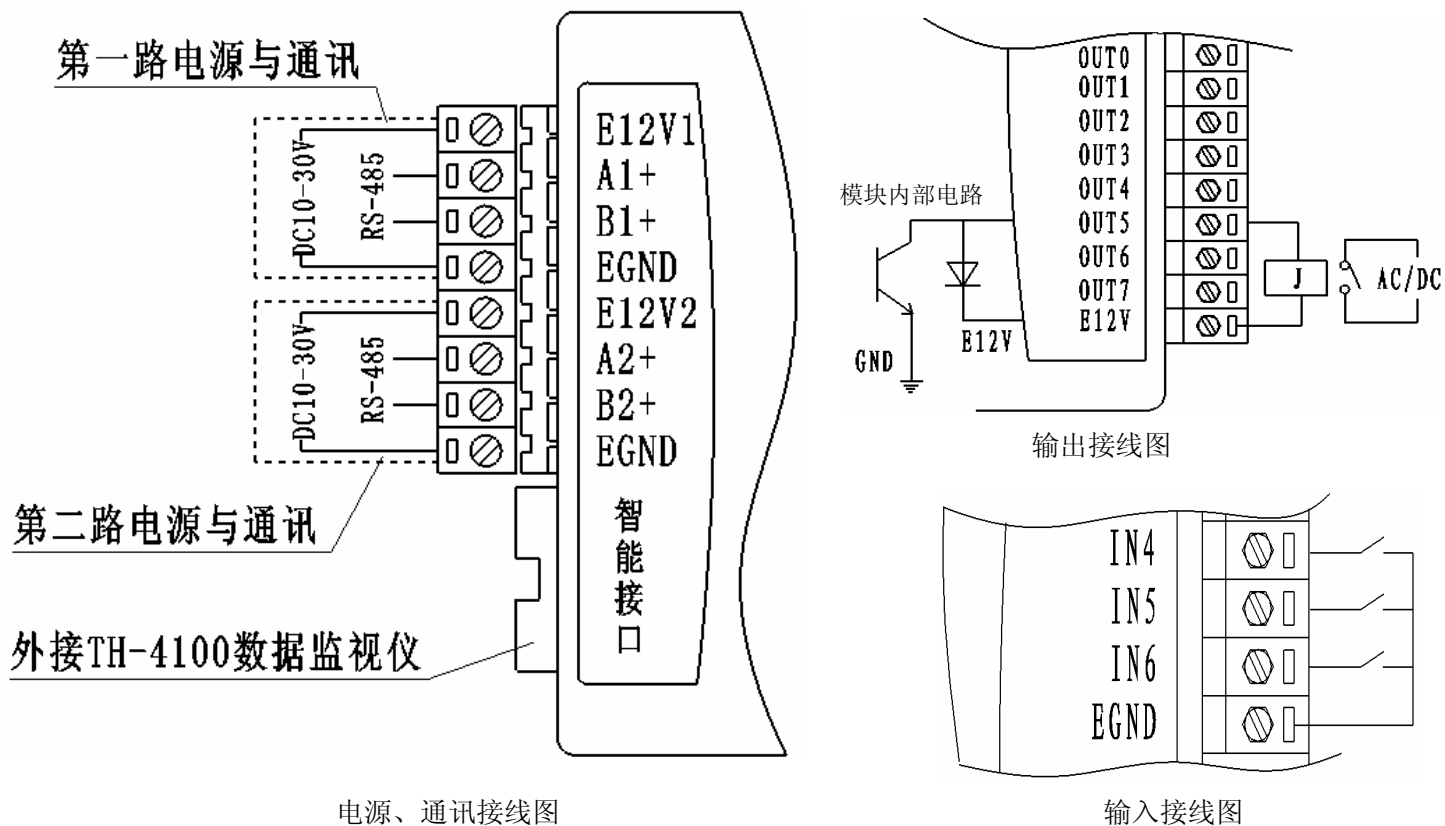 第一路电源与通讯
DC10-30V
RS-485
E12V1
A1+
B1+
EGND
DC10-30V
RS-485
E12V2
A2+
B2+
EGND
第二路电源与通讯
智能接口
外接TH-4100数据监视仪
电源、通讯接线图
OUT0
OUT1
OUT2
OUT3
OUT4
OUT5
OUT6
OUT7
E12V
模块内部电路
GND
E12V
J
AC/DC
输出接线图
IN4
IN5
IN6
EGND
输入接线图